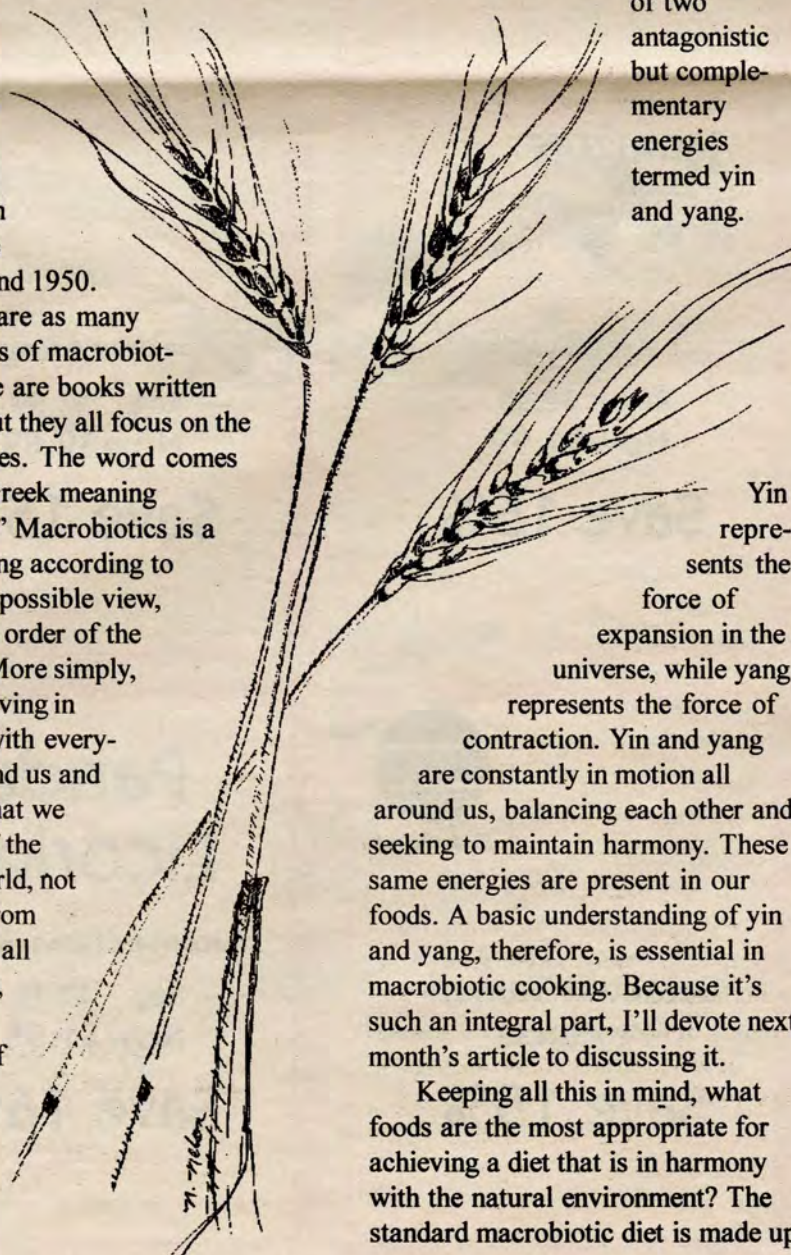 nd 1950.
are as many
s of macrobiot-
e are books written
ut they all focus on the
es. The word comes
reek meaning
” Macrobiotics is a
ng according to
possible view,
order of the
More simply,
ving in
with every-
nd us and
hat we
f the
rld, not
rom
all
of two
antagonistic
but comple-
mentary
energies
termed yin
and yang.
Yin
repre-
sents the
force of
expansion in the
universe, while yang
represents the force of
contraction. Yin and yang
are constantly in motion all
around us, balancing each other and
seeking to maintain harmony. These
same energies are present in our
foods. A basic understanding of yin
and yang, therefore, is essential in
macrobiotic cooking. Because it’s
such an integral part, I’ll devote next
month’s article to discussing it.
Keeping all this in mind, what
foods are the most appropriate for
achieving a diet that is in harmony
with the natural environment? The
standard macrobiotic diet is made up